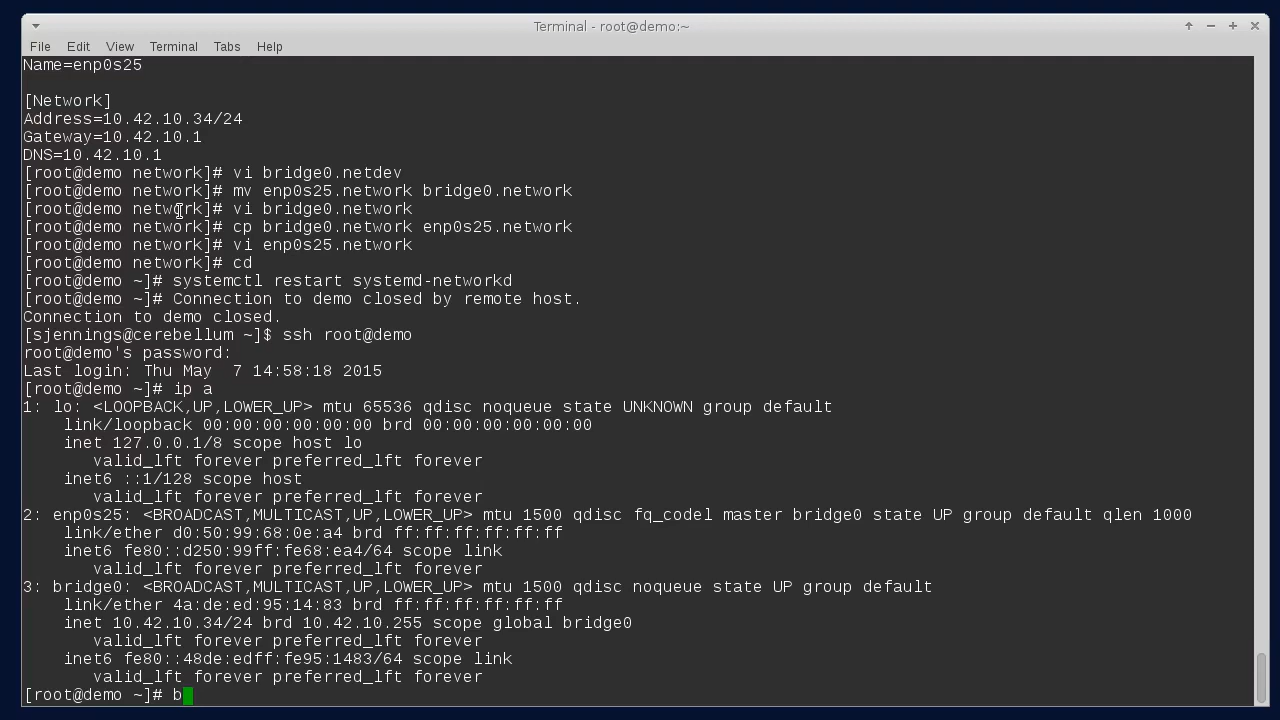 Terminal - root@demo:~
File Edit View Terminal Tabs Help
Name=enp0s25
[Network]
Address=10.42.10.34/24
Gateway=10.42.10.1
DNS=10.42.10.1
[root@demo network]# vi bridge0.netdev
[root@demo network]# mv enp0s25.network bridge0.network
[root@demo network]# vi bridge0.network
[root@demo network]# cp bridge0.network enp0s25.network
[root@demo network]# vi enp0s25.network
[root@demo network]# cd
[root@demo ~]# systemctl restart systemd-networkd
[root@demo ~]# Connection to demo closed by remote host.
Connection to demo closed.
[sjennings@cerebellum ~]$ ssh root@demo
root@demo's password:
Last login: Thu May  7 14:58:18 2015
[root@demo ~]# ip a
1: lo: <LOOPBACK,UP,LOWER_UP> mtu 65536 qdisc noqueue state UNKNOWN group default
    link/loopback 00:00:00:00:00:00 brd 00:00:00:00:00:00
    inet 127.0.0.1/8 scope host lo
       valid_lft forever preferred_lft forever
    inet6 ::1/128 scope host
       valid_lft forever preferred_lft forever
2: enp0s25: <BROADCAST,MULTICAST,UP,LOWER_UP> mtu 1500 qdisc fq_codel master bridge0 state UP group default qlen 1000
    link/ether d0:50:99:68:0e:a4 brd ff:ff:ff:ff:ff:ff
    inet6 fe80::d250:99ff:fe68:ea4/64 scope link
       valid_lft forever preferred_lft forever
3: bridge0: <BROADCAST,MULTICAST,UP,LOWER_UP> mtu 1500 qdisc noqueue state UP group default
    link/ether 4a:de:ed:95:14:83 brd ff:ff:ff:ff:ff:ff
    inet 10.42.10.34/24 brd 10.42.10.255 scope global bridge0
       valid_lft forever preferred_lft forever
    inet6 fe80::48de:edff:fe95:1483/64 scope link
       valid_lft forever preferred_lft forever
[root@demo ~]# b